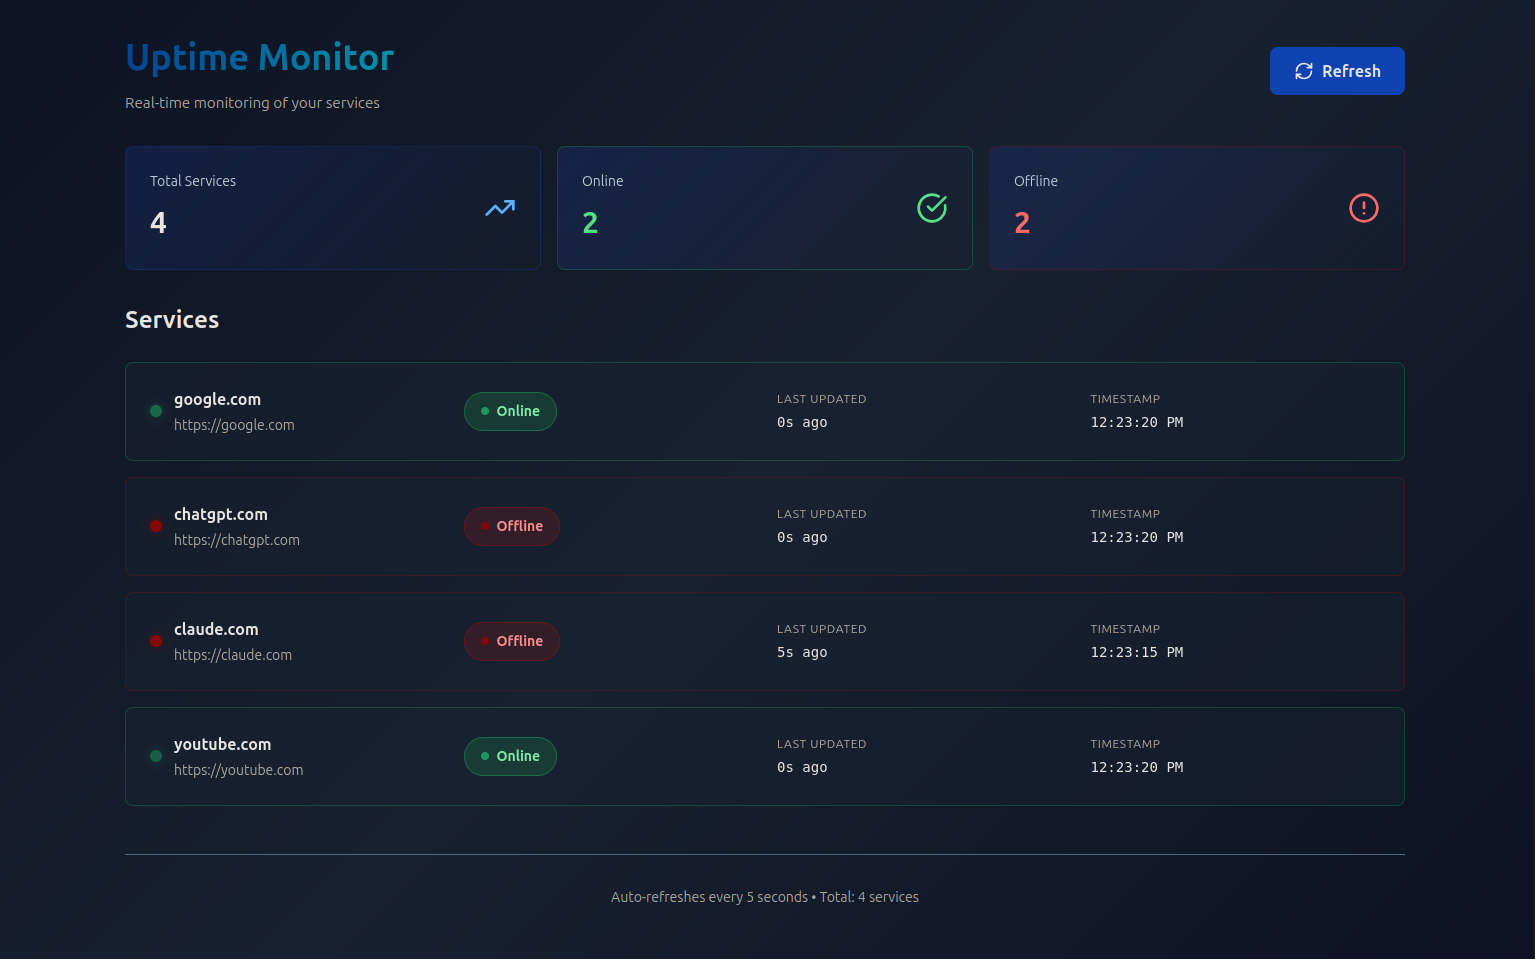 Uptime Monitor
Real-time monitoring of your services
Refresh
Total Services
4
Online
2
Offline
2
Services
google.com
https://google.com
Online
LAST UPDATED
0s ago
TIMESTAMP
12:23:20 PM
chatgpt.com
https://chatgpt.com
Offline
LAST UPDATED
0s ago
TIMESTAMP
12:23:20 PM
claude.com
https://claude.com
Offline
LAST UPDATED
5s ago
TIMESTAMP
12:23:15 PM
youtube.com
https://youtube.com
Online
LAST UPDATED
0s ago
TIMESTAMP
12:23:20 PM
Auto-refreshes every 5 seconds • Total: 4 services